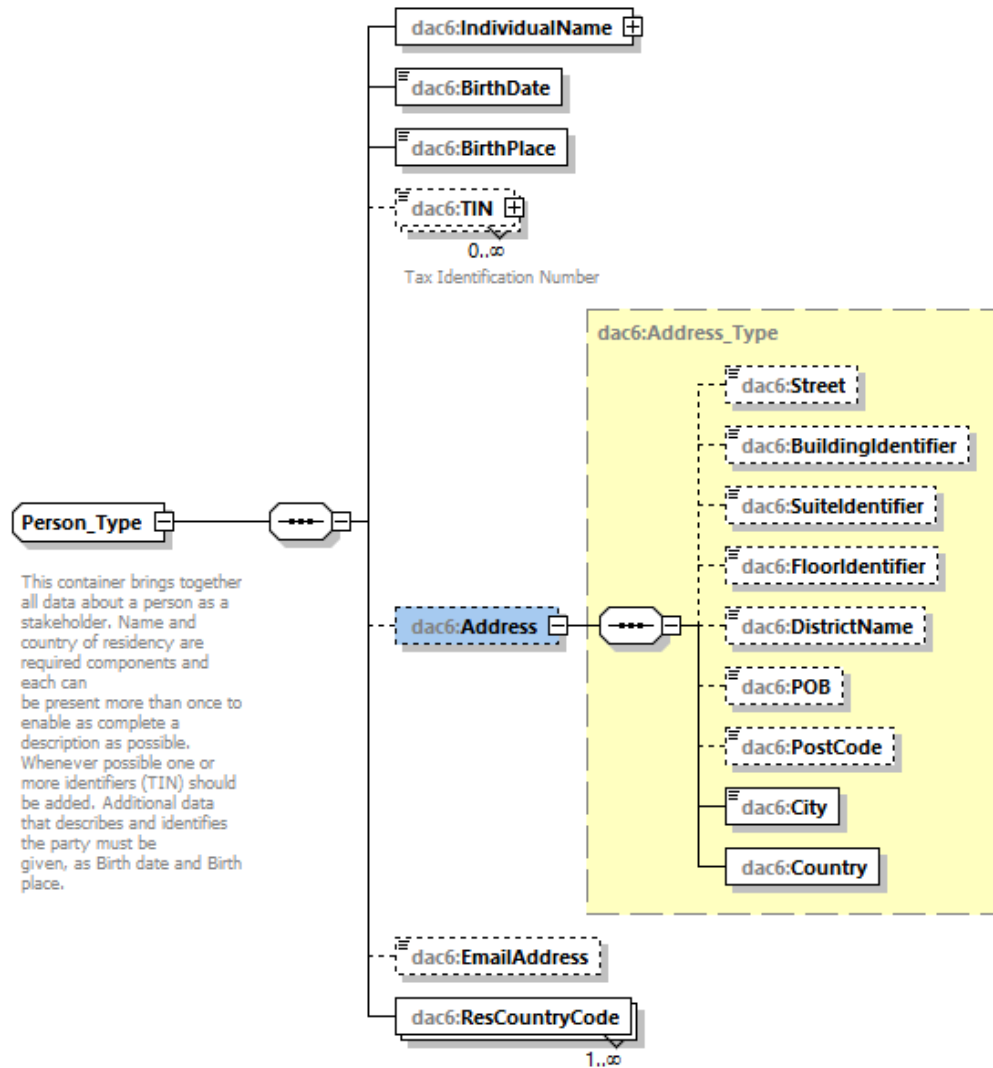 dac6:IndividualName
dac6:BirthDate
dac6:BirthPlace
dac6:TIN
0..∞
Tax Identification Number
dac6:Address_Type
dac6:Street
dac6:BuildingIdentifier
dac6:SuiteIdentifier
Person_Type
dac6:FloorIdentifier
This container brings together
all data about a person as a
stakeholder. Name and
country of residency are
required components and
each can
be present more than once to
enable as complete a
description as possible.
Whenever possible one or
more identifiers (TIN) should
be added. Additional data
that describes and identifies
the party must be
given, as Birth date and Birth
place.
dac6:Address
dac6:DistrictName
dac6:POB
dac6:PostCode
dac6:City
dac6:Country
dac6:EmailAddress
dac6:ResCountryCode
1..∞